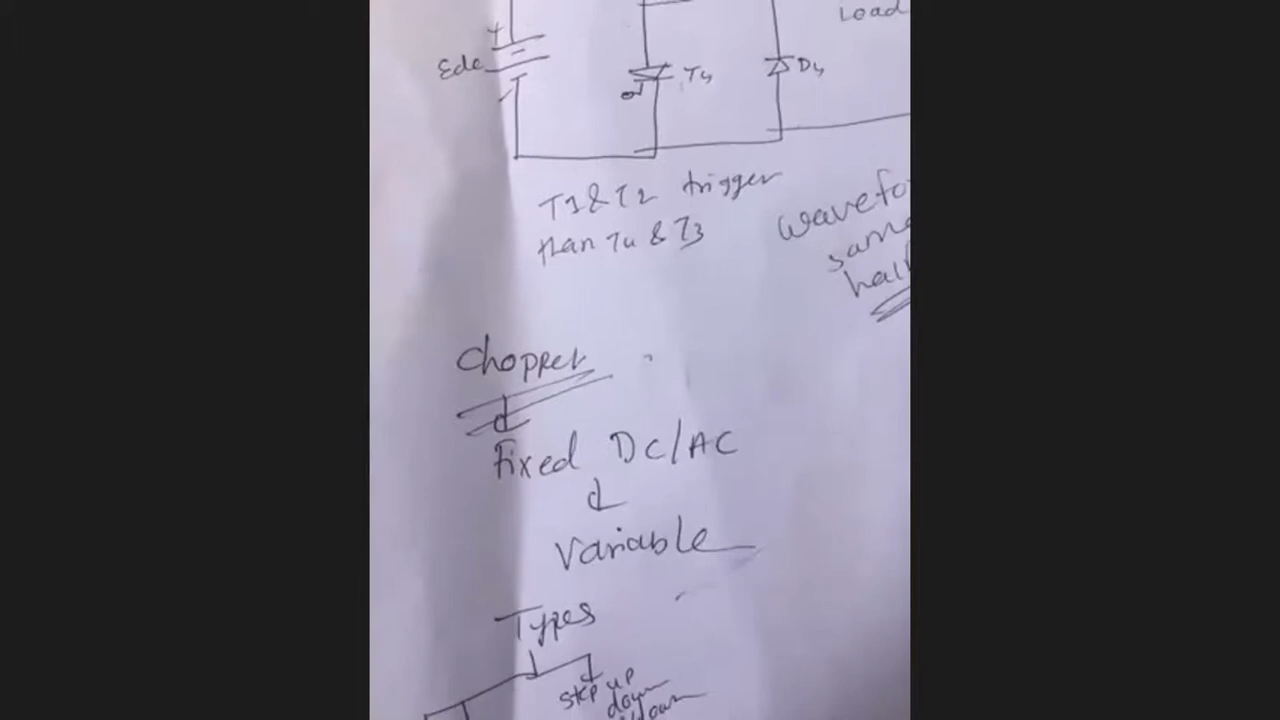 Load
Edc
T4
D4
T1 & T2 trigger
than T4 & T3
wavefo
same
half
Chopper
Fixed DC/AC
Variable
Types
step up
down